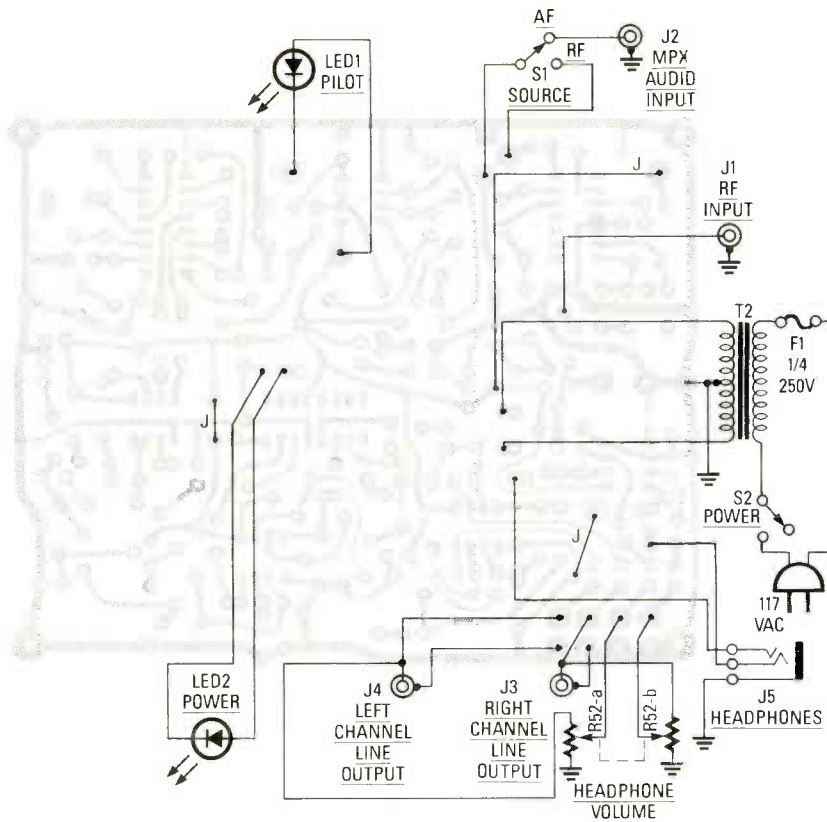 AF
RF
S1
SOURCE
J2
MPX
AUDIO
INPUT
LED1
PILOT
J
J1
RF
INPUT
T2
F1
1/4
250V
J
S2
POWER
J
117
VAC
LED2
POWER
J4
LEFT
CHANNEL
LINE
OUTPUT
J3
RIGHT
CHANNEL
LINE
OUTPUT
R52-a
R52-b
HEADPHONE
VOLUME
J5
HEADPHONES